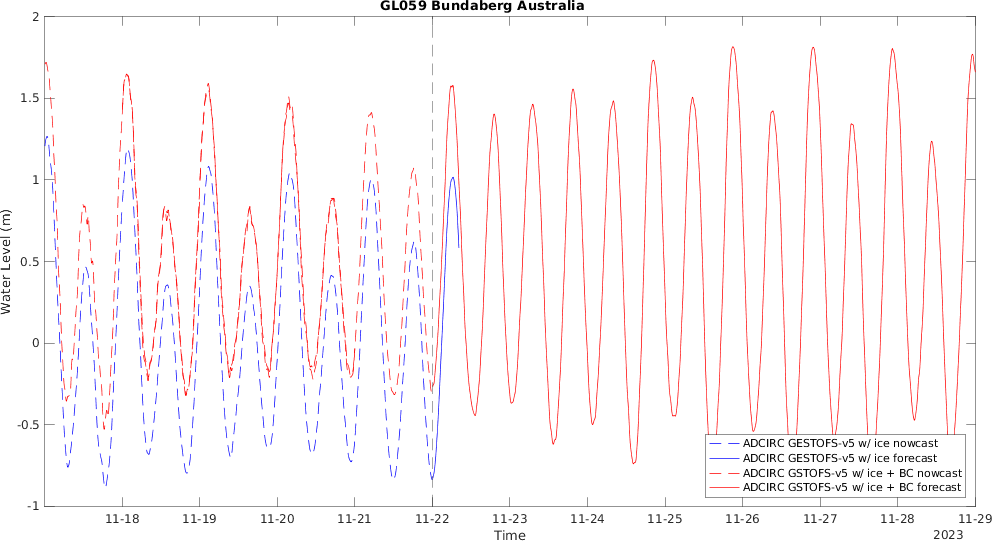 GL059 Bundaberg Australia
2
1.5
1
0.5
0
-0.5
-1
Water Level (m)
ADCIRC GESTOFS-v5 w/ ice nowcast
ADCIRC GESTOFS-v5 w/ ice forecast
ADCIRC GSTOFS-v5 w/ ice + BC nowcast
ADCIRC GSTOFS-v5 w/ ice + BC forecast
11-18 11-19 11-20 11-21 11-22 11-23 11-24 11-25 11-26 11-27 11-28 11-29
Time
2023